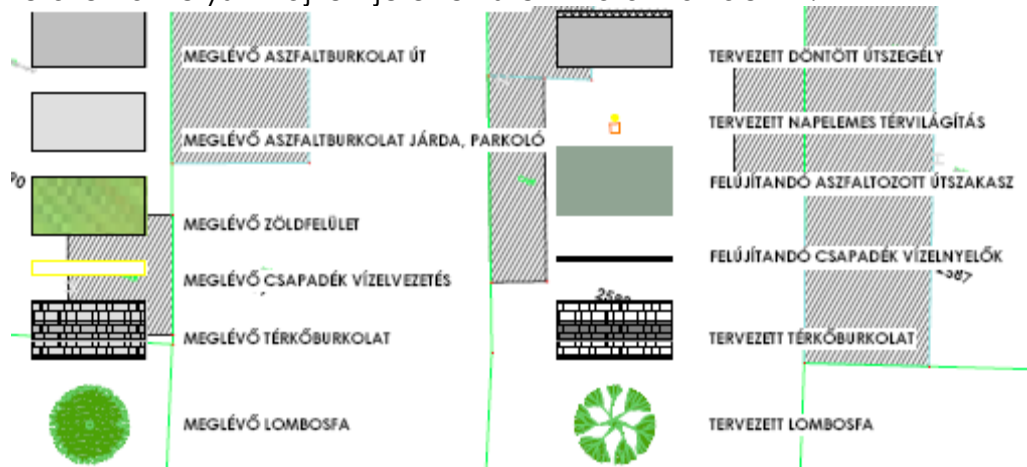 MEGLÉVŐ ASZFALTBURKOLAT ÚT
MEGLÉVŐ ASZFALTBURKOLAT JÁRDA, PARKOLÓ
MEGLÉVŐ ZÖLDFELÜLET
MEGLÉVŐ CSAPADÉK VÍZELVEZETÉS
MEGLÉVŐ TÉRKŐBURKOLAT
MEGLÉVŐ LOMBOSFA
TERVEZETT DÖNTÖTT ÚTSZEGÉLY
TERVEZETT NAPELEMES TÉRVILÁGÍTÁS
FELÚJÍTANDÓ ASZFALTOZOTT ÚTSZAKASZ
FELÚJÍTANDÓ CSAPADÉK VÍZELNYELŐK
2587
TERVEZETT TÉRKŐBURKOLAT
TERVEZETT LOMBOSFA